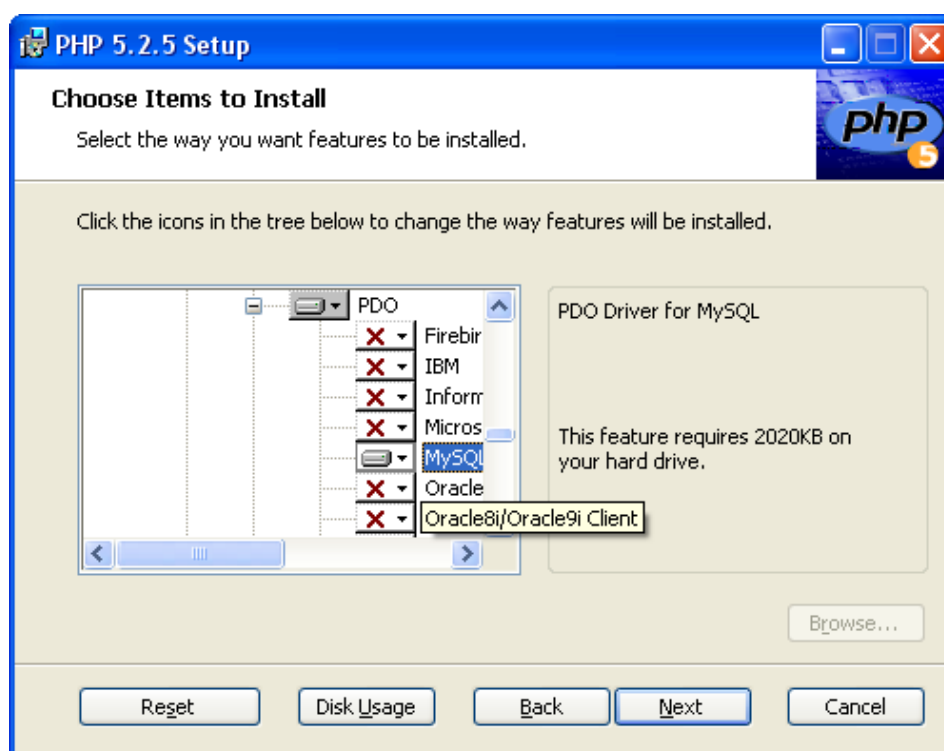 PHP 5.2.5 Setup
Choose Items to Install
Select the way you want features to be installed.
php
5
Click the icons in the tree below to change the way features will be installed.
PDO
Firebir
IBM
Inform
Micros
MySQL
Oracle
Oracle8i/Oracle9i Client
PDO Driver for MySQL
This feature requires 2020KB on
your hard drive.
Browse...
Reset
Disk Usage
Back
Next
Cancel